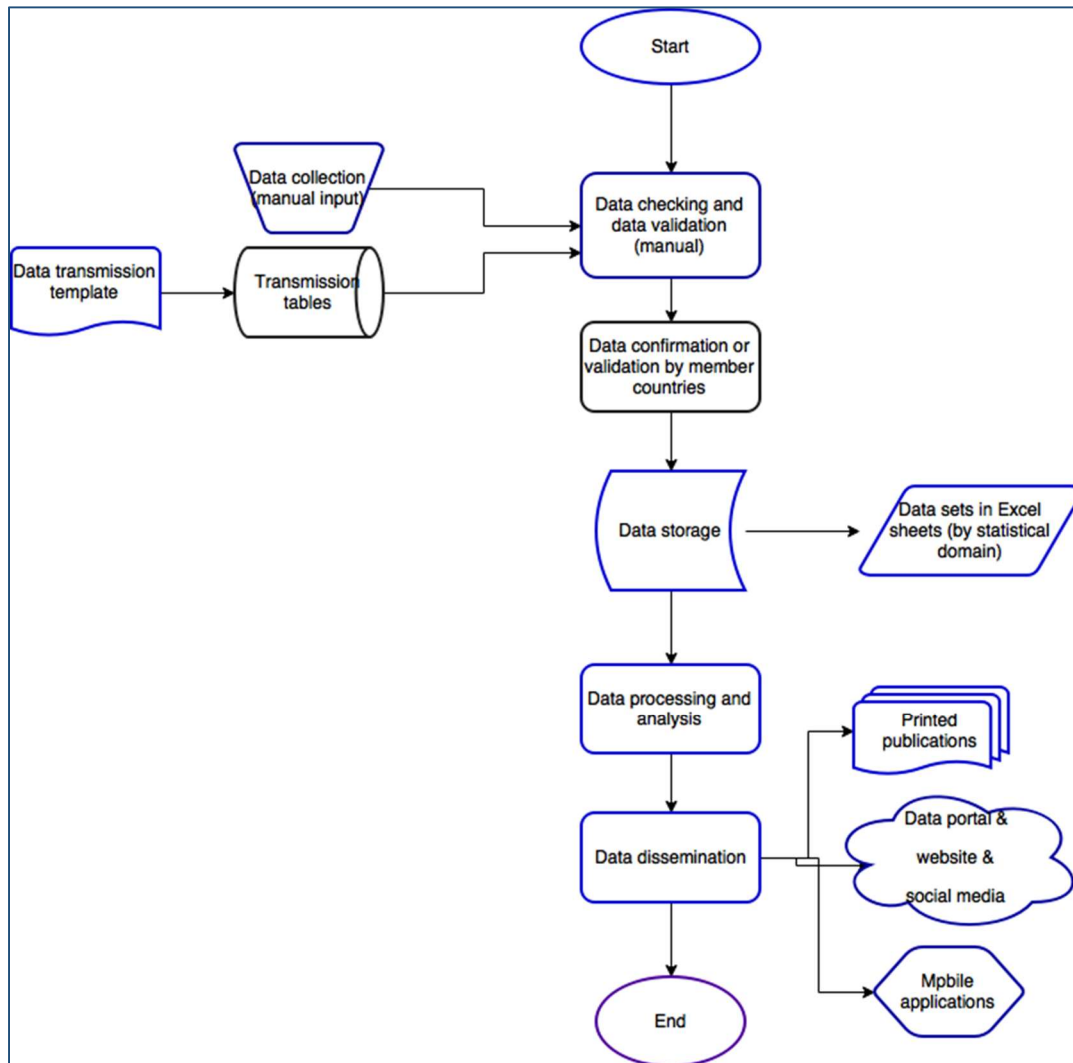 Start
Data collection
(manual input)
Data checking and
data validation
(manual)
Data transmission
template
Transmission
tables
Data confirmation or
validation by member
countries
Data storage
Data sets in Excel
sheets (by statistical
domain)
Data processing and
analysis
Printed
publications
Data dissemination
Data portal &
website &
social media
Mpbile
applications
End